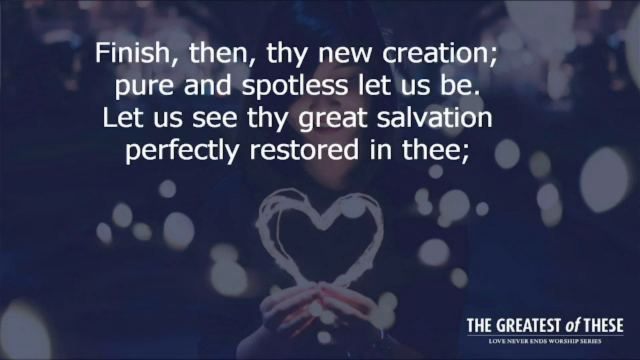 Finish, then, thy new creation;
pure and spotless let us be.
Let us see thy great salvation
perfectly restored in thee;
THE GREATEST of THESE
LOVE NEVER ENDS WORSHIP SERIES